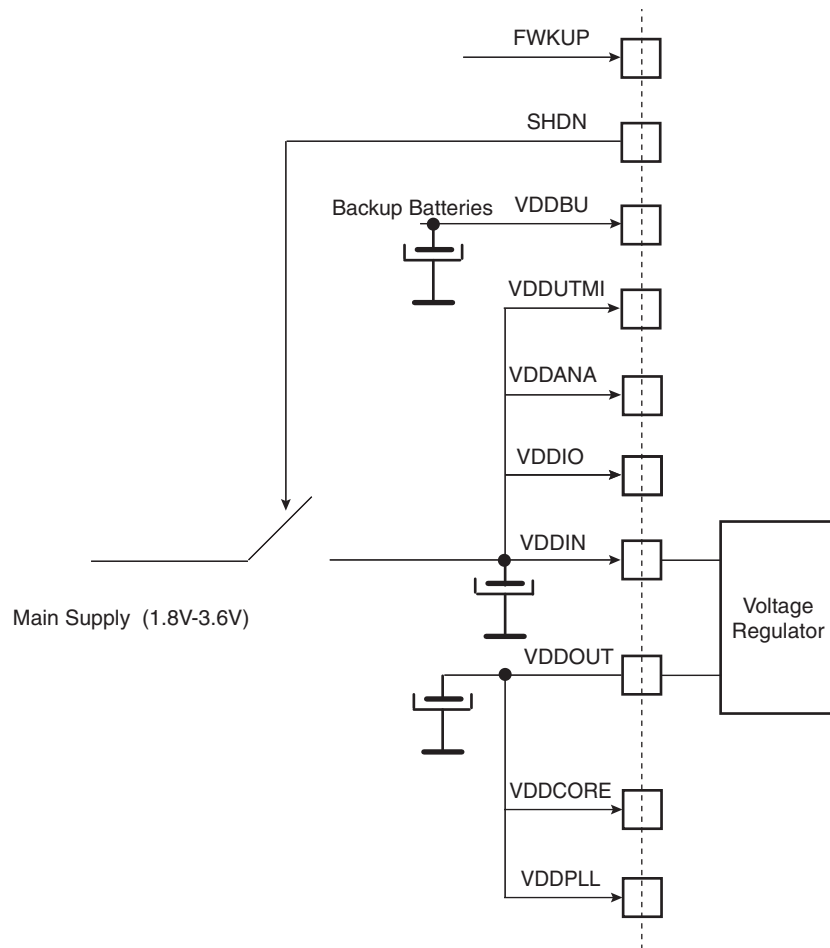 FWKUP
SHDN
Backup Batteries VDDBU
VDDUTMI
VDDANA
VDDIO
VDDIN
Main Supply (1.8V-3.6V)
Voltage
Regulator
VDDOUT
VDDCORE
VDDPLL